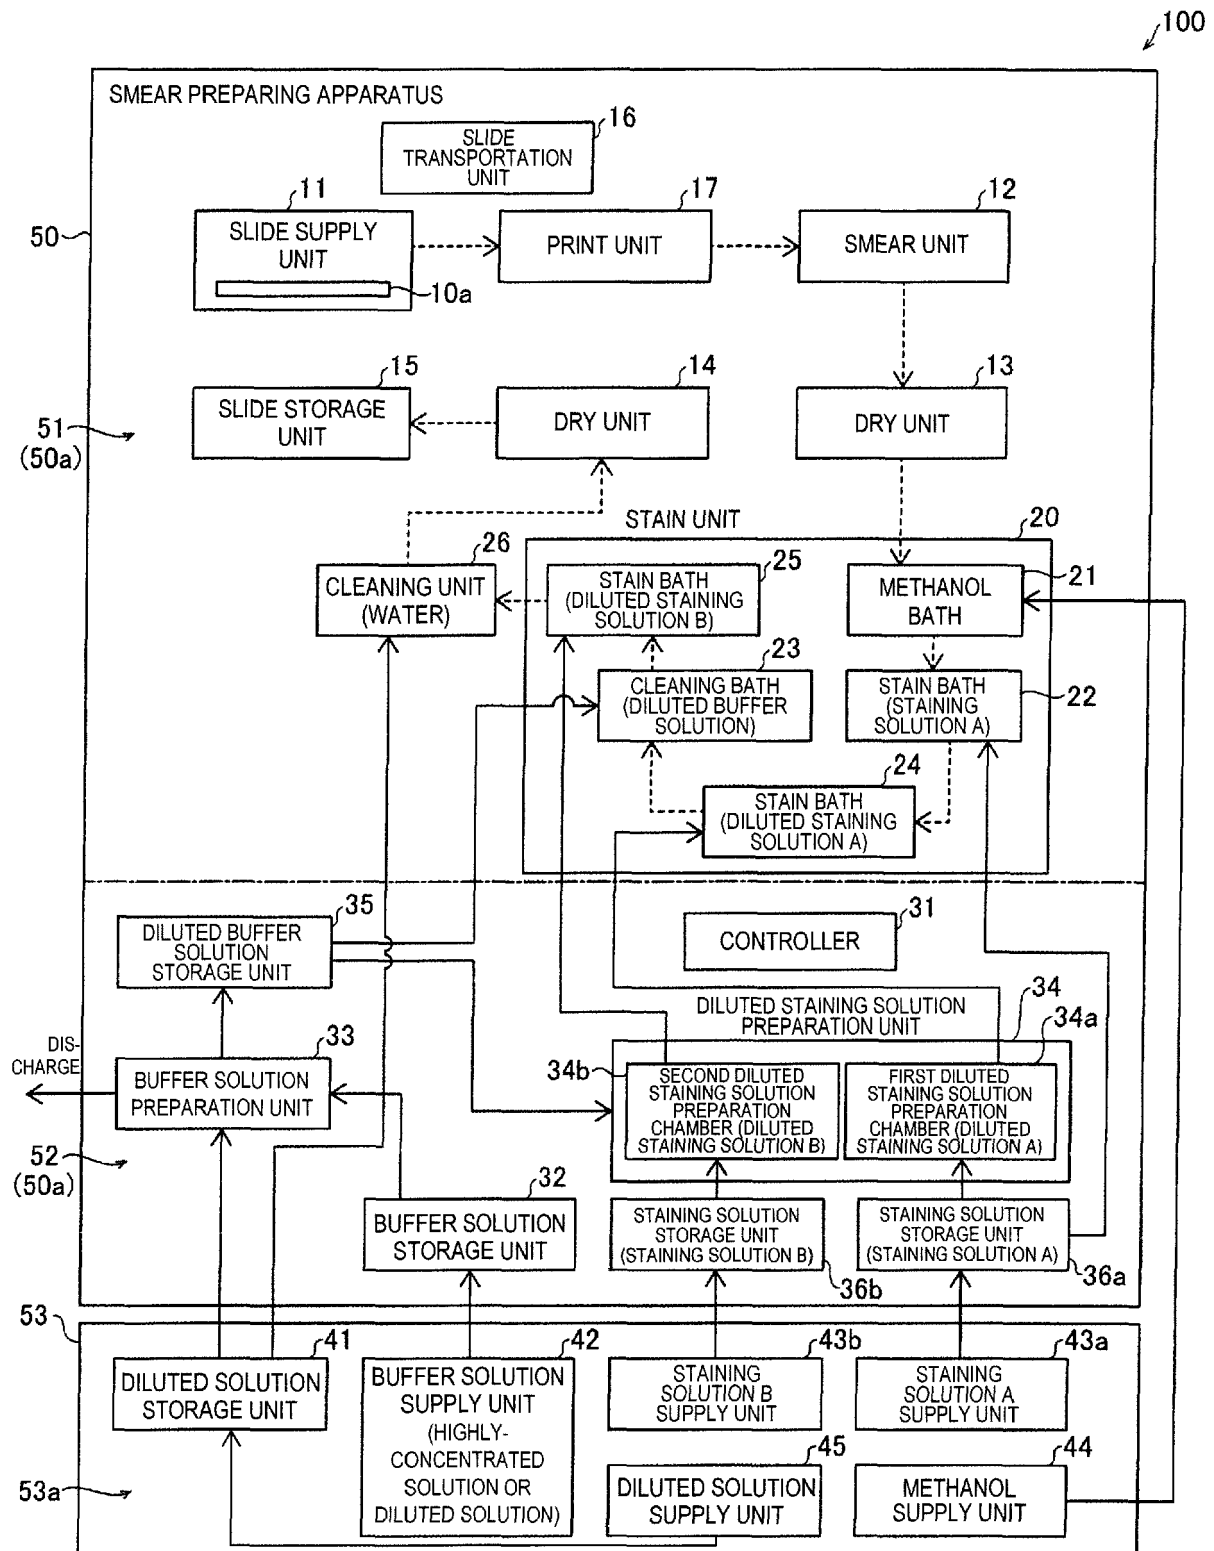 100
SMEAR PREPARING APPARATUS
16
SLIDE
TRANSPORTATION
UNIT
11
17
12
50
SLIDE SUPPLY
UNIT
PRINT UNIT
SMEAR UNIT
10a
15
14
13
SLIDE STORAGE
UNIT
DRY UNIT
DRY UNIT
51
(50a)
STAIN UNIT
20
26
25
21
CLEANING UNIT
(WATER)
STAIN BATH
(DILUTED STAINING
SOLUTION B)
METHANOL
BATH
23
CLEANING BATH
(DILUTED BUFFER
SOLUTION)
STAIN BATH
(STAINING
SOLUTION A)
22
24
STAIN BATH
(DILUTED STAINING
SOLUTION A)
35
DILUTED BUFFER
SOLUTION
STORAGE UNIT
31
CONTROLLER
DILUTED STAINING SOLUTION
PREPARATION UNIT
34
34a
DIS-
CHARGE
33
BUFFER SOLUTION
PREPARATION UNIT
34b
SECOND DILUTED
STAINING SOLUTION
PREPARATION
CHAMBER (DILUTED
STAINING SOLUTION B)
FIRST DILUTED
STAINING SOLUTION
PREPARATION
CHAMBER (DILUTED
STAINING SOLUTION A)
52
(50a)
32
BUFFER SOLUTION
STORAGE UNIT
STAINING SOLUTION
STORAGE UNIT
(STAINING SOLUTION B)
STAINING SOLUTION
STORAGE UNIT
(STAINING SOLUTION A)
36b
36a
53
41
42
43b
43a
DILUTED SOLUTION
STORAGE UNIT
BUFFER SOLUTION
SUPPLY UNIT
(HIGHLY-
CONCENTRATED
SOLUTION OR
DILUTED SOLUTION)
STAINING
SOLUTION B
SUPPLY UNIT
STAINING
SOLUTION A
SUPPLY UNIT
45
44
53a
DILUTED SOLUTION
SUPPLY UNIT
METHANOL
SUPPLY UNIT